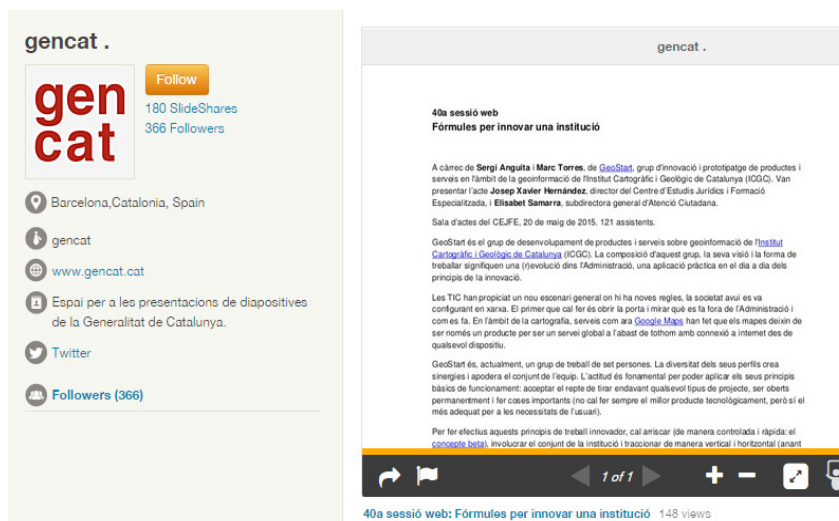 gencat .
gen
cat
Follow
180 SlideShares
366 Followers
Barcelona,Catalonia, Spain
gencat
www.gencat.cat
Espai per a les presentacions de diapositives
de la Generalitat de Catalunya.
Twitter
Followers (366)
gencat .
40a sessió web
Fórmules per innovar una institució
A càrrec de Sergi Anguita i Marc Torres, de GeoStart, grup d'innovació i prototipatge de productes i
serveis en l'àmbit de la geoinformació de l'Institut Cartogràfic i Geològic de Catalunya (ICGC). Van
presentar l'acte Josep Xavier Hernández, director del Centre d'Estudis Jurídics i Formació
Especialitzada, i Elisabet Samarra, subdirectora general d'Atenció Ciutadana.
Sala d'actes del CEJFE, 20 de maig de 2015. 121 assistents.
GeoStart és el grup de desenvolupament de productes i serveis sobre geoinformació de l'Institut
Cartogràfic i Geològic de Catalunya (ICGC). La composició d'aquest grup, la seva visió i la forma de
treballar signifiquen una (r)evolució dins l'Administració, una aplicació pràctica en el dia a dia dels
principis de la innovació.
Les TIC han propiciat un nou escenari general on hi ha noves regles, la societat avui es va
configurant en xarxa. El primer que cal fer és obrir la porta i mirar què es fa fora de l'Administració i
com es fa. En l'àmbit de la cartografia, serveis com ara Google Maps han fet que els mapes deixin de
ser només un producte per ser un servei global a l'abast de tothom amb connexió a internet des de
qualsevol dispositiu.
GeoStart és, actualment, un grup de treball de set persones. La diversitat dels seus perfils crea
sinergies i apodera el conjunt de l'equip. L'actitud és fonamental per poder aplicar els seus principis
bàsics de funcionament: acceptar el repte de tirar endavant qualsevol tipus de projecte, ser oberts
permanentment i fer coses importants (no cal fer sempre el millor producte tecnològicament, però sí el
més adequat per a les necessitats de l'usuari).
Per fer efectius aquests principis de treball innovador, cal arriscar (de manera controlada i ràpida: el
concepte beta), involucrar el conjunt de la institució i traccionar de manera vertical i horitzontal (anant
1 of 1
40a sessió web: Fórmules per innovar una institució 148 views